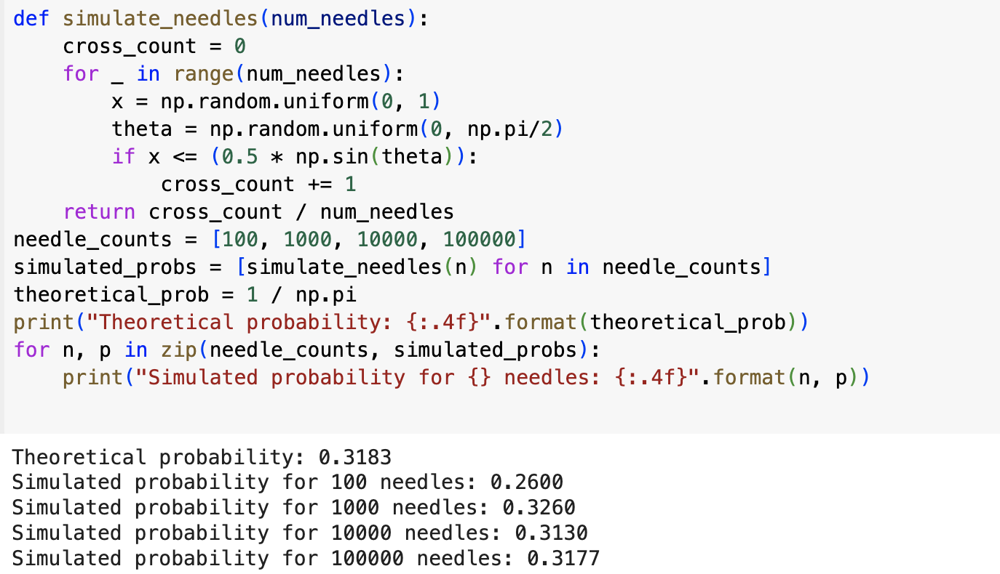 def simulate_needles(num_needles):
    cross_count = 0
    for _ in range(num_needles):
        x = np.random.uniform(0, 1)
        theta = np.random.uniform(0, np.pi/2)
        if x <= (0.5 * np.sin(theta)):
            cross_count += 1
    return cross_count / num_needles
needle_counts = [100, 1000, 10000, 100000]
simulated_probs = [simulate_needles(n) for n in needle_counts]
theoretical_prob = 1 / np.pi
print("Theoretical probability: {:.4f}".format(theoretical_prob))
for n, p in zip(needle_counts, simulated_probs):
    print("Simulated probability for {} needles: {:.4f}".format(n, p))
Theoretical probability: 0.3183
Simulated probability for 100 needles: 0.2600
Simulated probability for 1000 needles: 0.3260
Simulated probability for 10000 needles: 0.3130
Simulated probability for 100000 needles: 0.3177